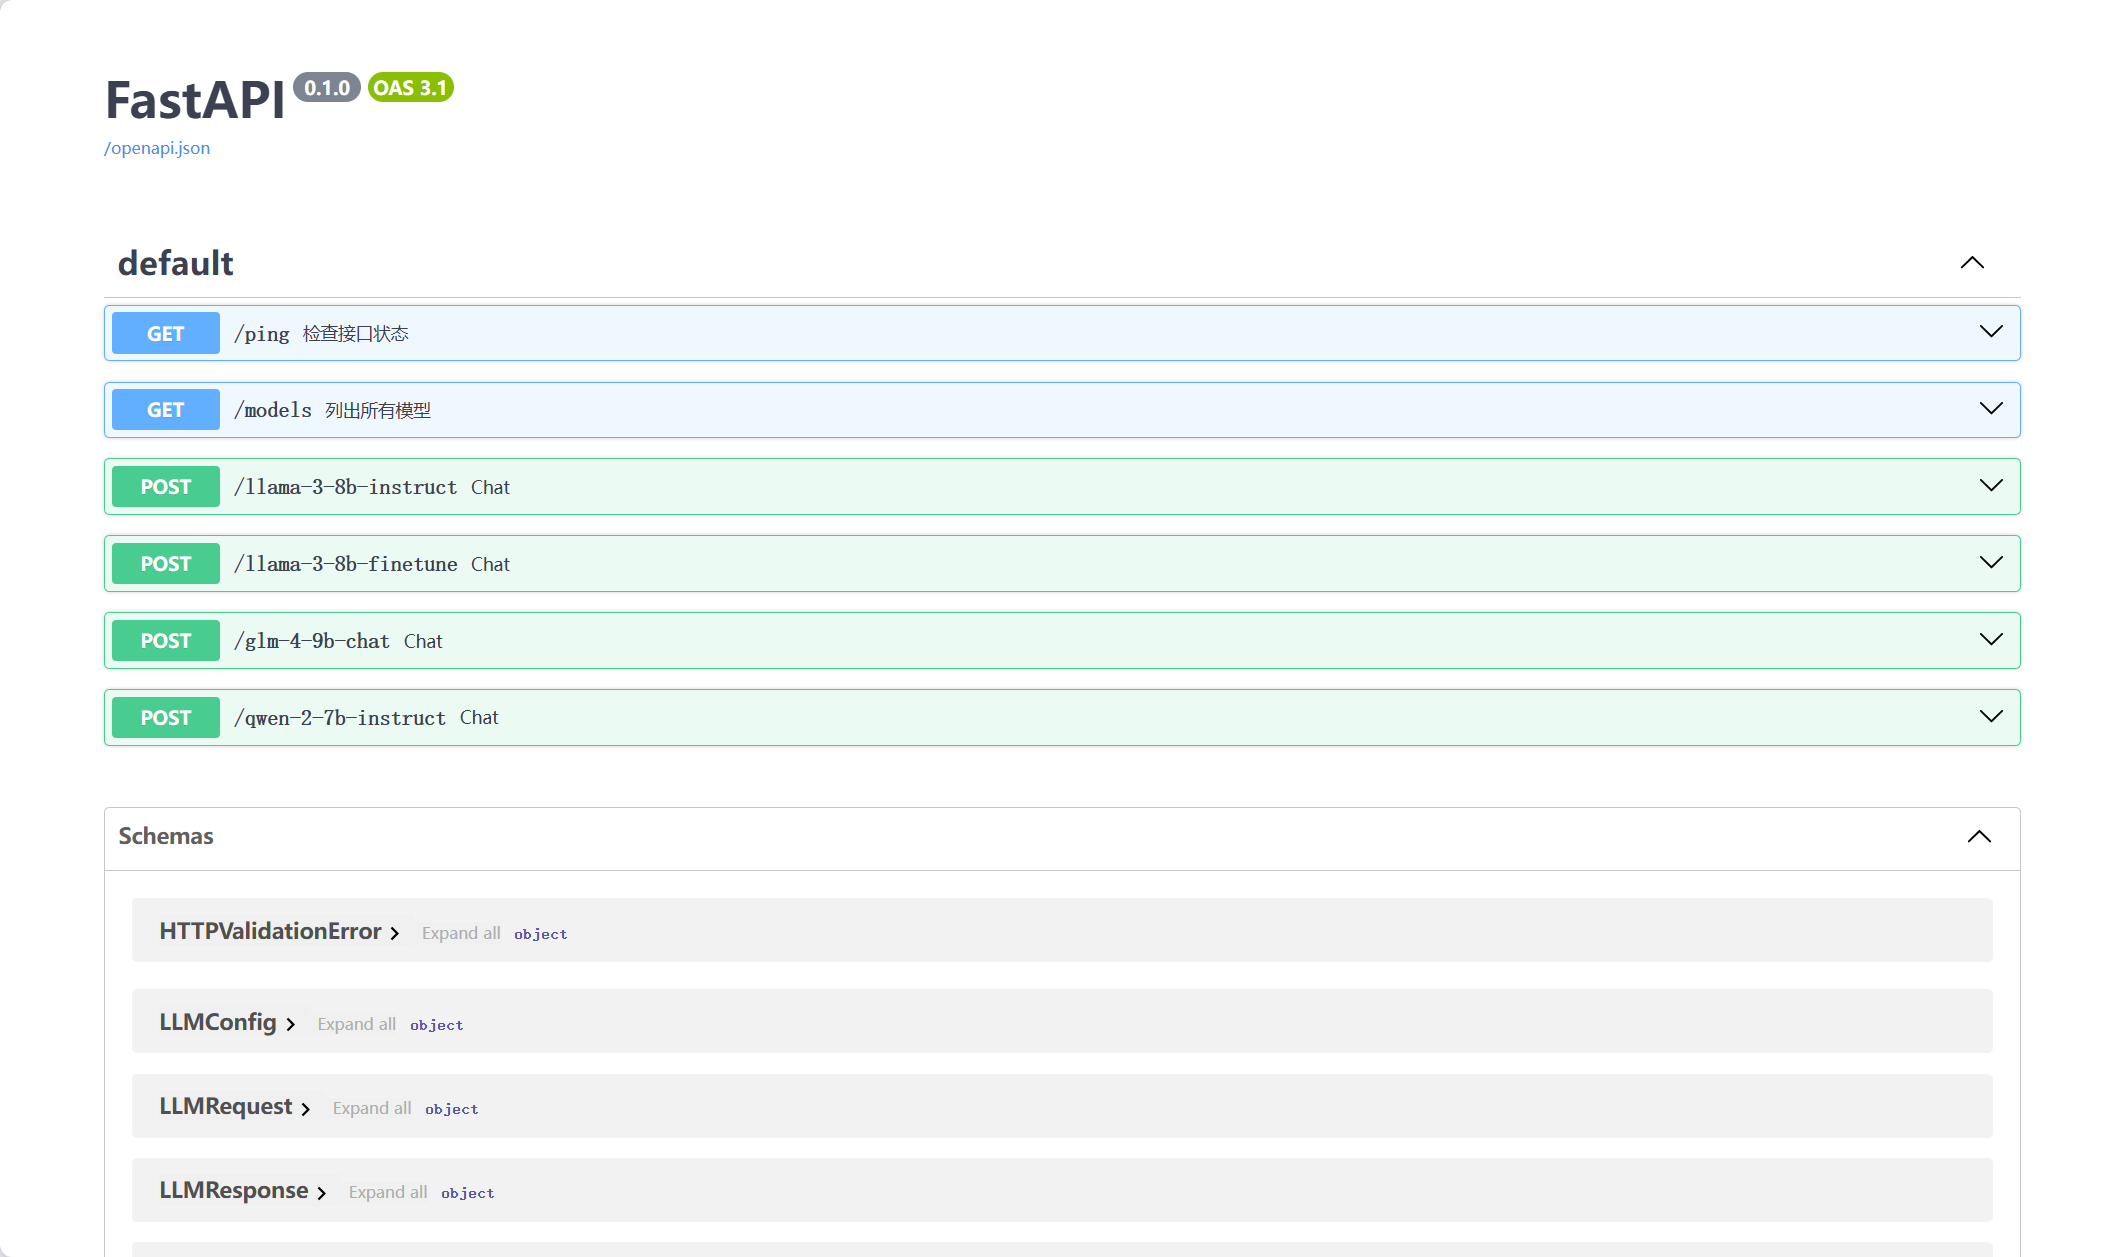 FastAPI 0.1.0 OAS 3.1
/openapi.json
default
GET /ping 检查接口状态
GET /models 列出所有模型
POST /llama-3-8b-instruct Chat
POST /llama-3-8b-finetune Chat
POST /glm-4-9b-chat Chat
POST /qwen-2-7b-instruct Chat
Schemas
HTTPValidationError Expand all object
LLMConfig Expand all object
LLMRequest Expand all object
LLMResponse Expand all object